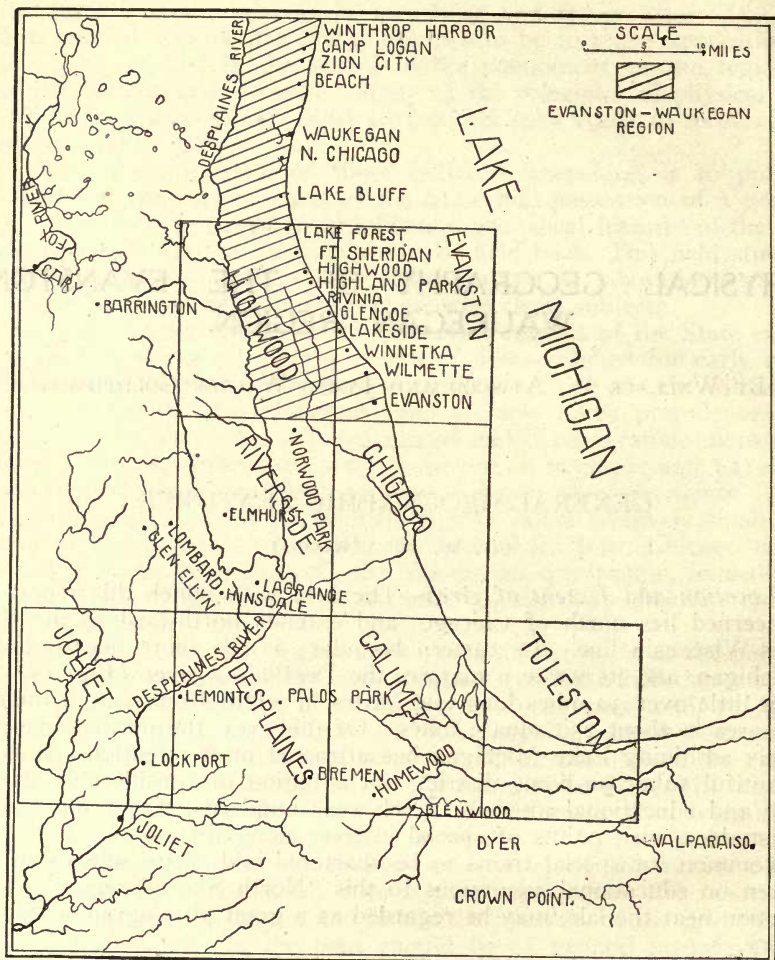 WINTHROP HARBOR
CAMP LOGAN
ZION CITY
BEACH
DESPLAINES RIVER
WAUKEGAN
N. CHICAGO
LAKE BLUFF
SCALE
0 5 10 MILES
EVANSTON – WAUKEGAN
REGION
LAKE
MICHIGAN
FOX RIVER
CARY
BARRINGTON
LAKE FOREST
FT SHERIDAN
HIGHWOOD
HIGHLAND PARK
RIVINIA
GLENCOE
LAKESIDE
WINNETKA
WILMETTE
EVANSTON
EVANSTON
HIGHWOOD
NORWOOD PARK
RIVERSIDE
CHICAGO
ELMHURST
LOMBARD
GLEN ELLYN
LAGRANGE
HINSDALE
JOLIET
DESPLAINES RIVER
DESPLAINES
CALUMET
TOLESTON
LEMONT
PALOS PARK
LOCKPORT
BREMEN
HOMEWOOD
GLENWOOD
JOLIET
DYER
VALPARAISO.
CROWN POINT.